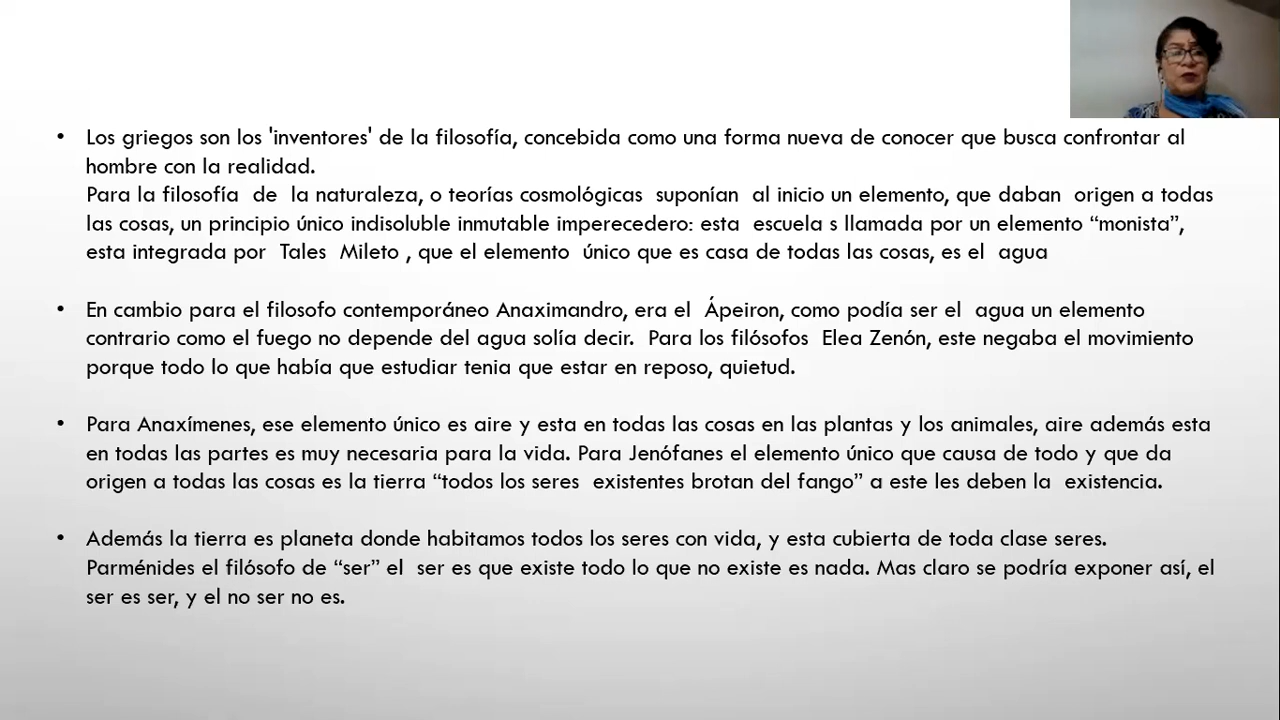 • Los griegos son los 'inventores' de la filosofía, concebida como una forma nueva de conocer que busca confrontar al
hombre con la realidad.
Para la filosofía de la naturaleza, o teorías cosmológicas suponían al inicio un elemento, que daban origen a todas
las cosas, un principio único indisoluble inmutable imperecedero: esta escuela s llamada por un elemento “monista”,
esta integrada por Tales Mileto , que el elemento único que es casa de todas las cosas, es el agua
• En cambio para el filosofo contemporáneo Anaximandro, era el Ápeiron, como podía ser el agua un elemento
contrario como el fuego no depende del agua solía decir. Para los filósofos Elea Zenón, este negaba el movimiento
porque todo lo que había que estudiar tenia que estar en reposo, quietud.
• Para Anaxímenes, ese elemento único es aire y esta en todas las cosas en las plantas y los animales, aire además esta
en todas las partes es muy necesaria para la vida. Para Jenófanes el elemento único que causa de todo y que da
origen a todas las cosas es la tierra “todos los seres existentes brotan del fango” a este les deben la existencia.
• Además la tierra es planeta donde habitamos todos los seres con vida, y esta cubierta de toda clase seres.
Parménides el filósofo de “ser” el ser es que existe todo lo que no existe es nada. Mas claro se podría exponer así, el
ser es ser, y el no ser no es.